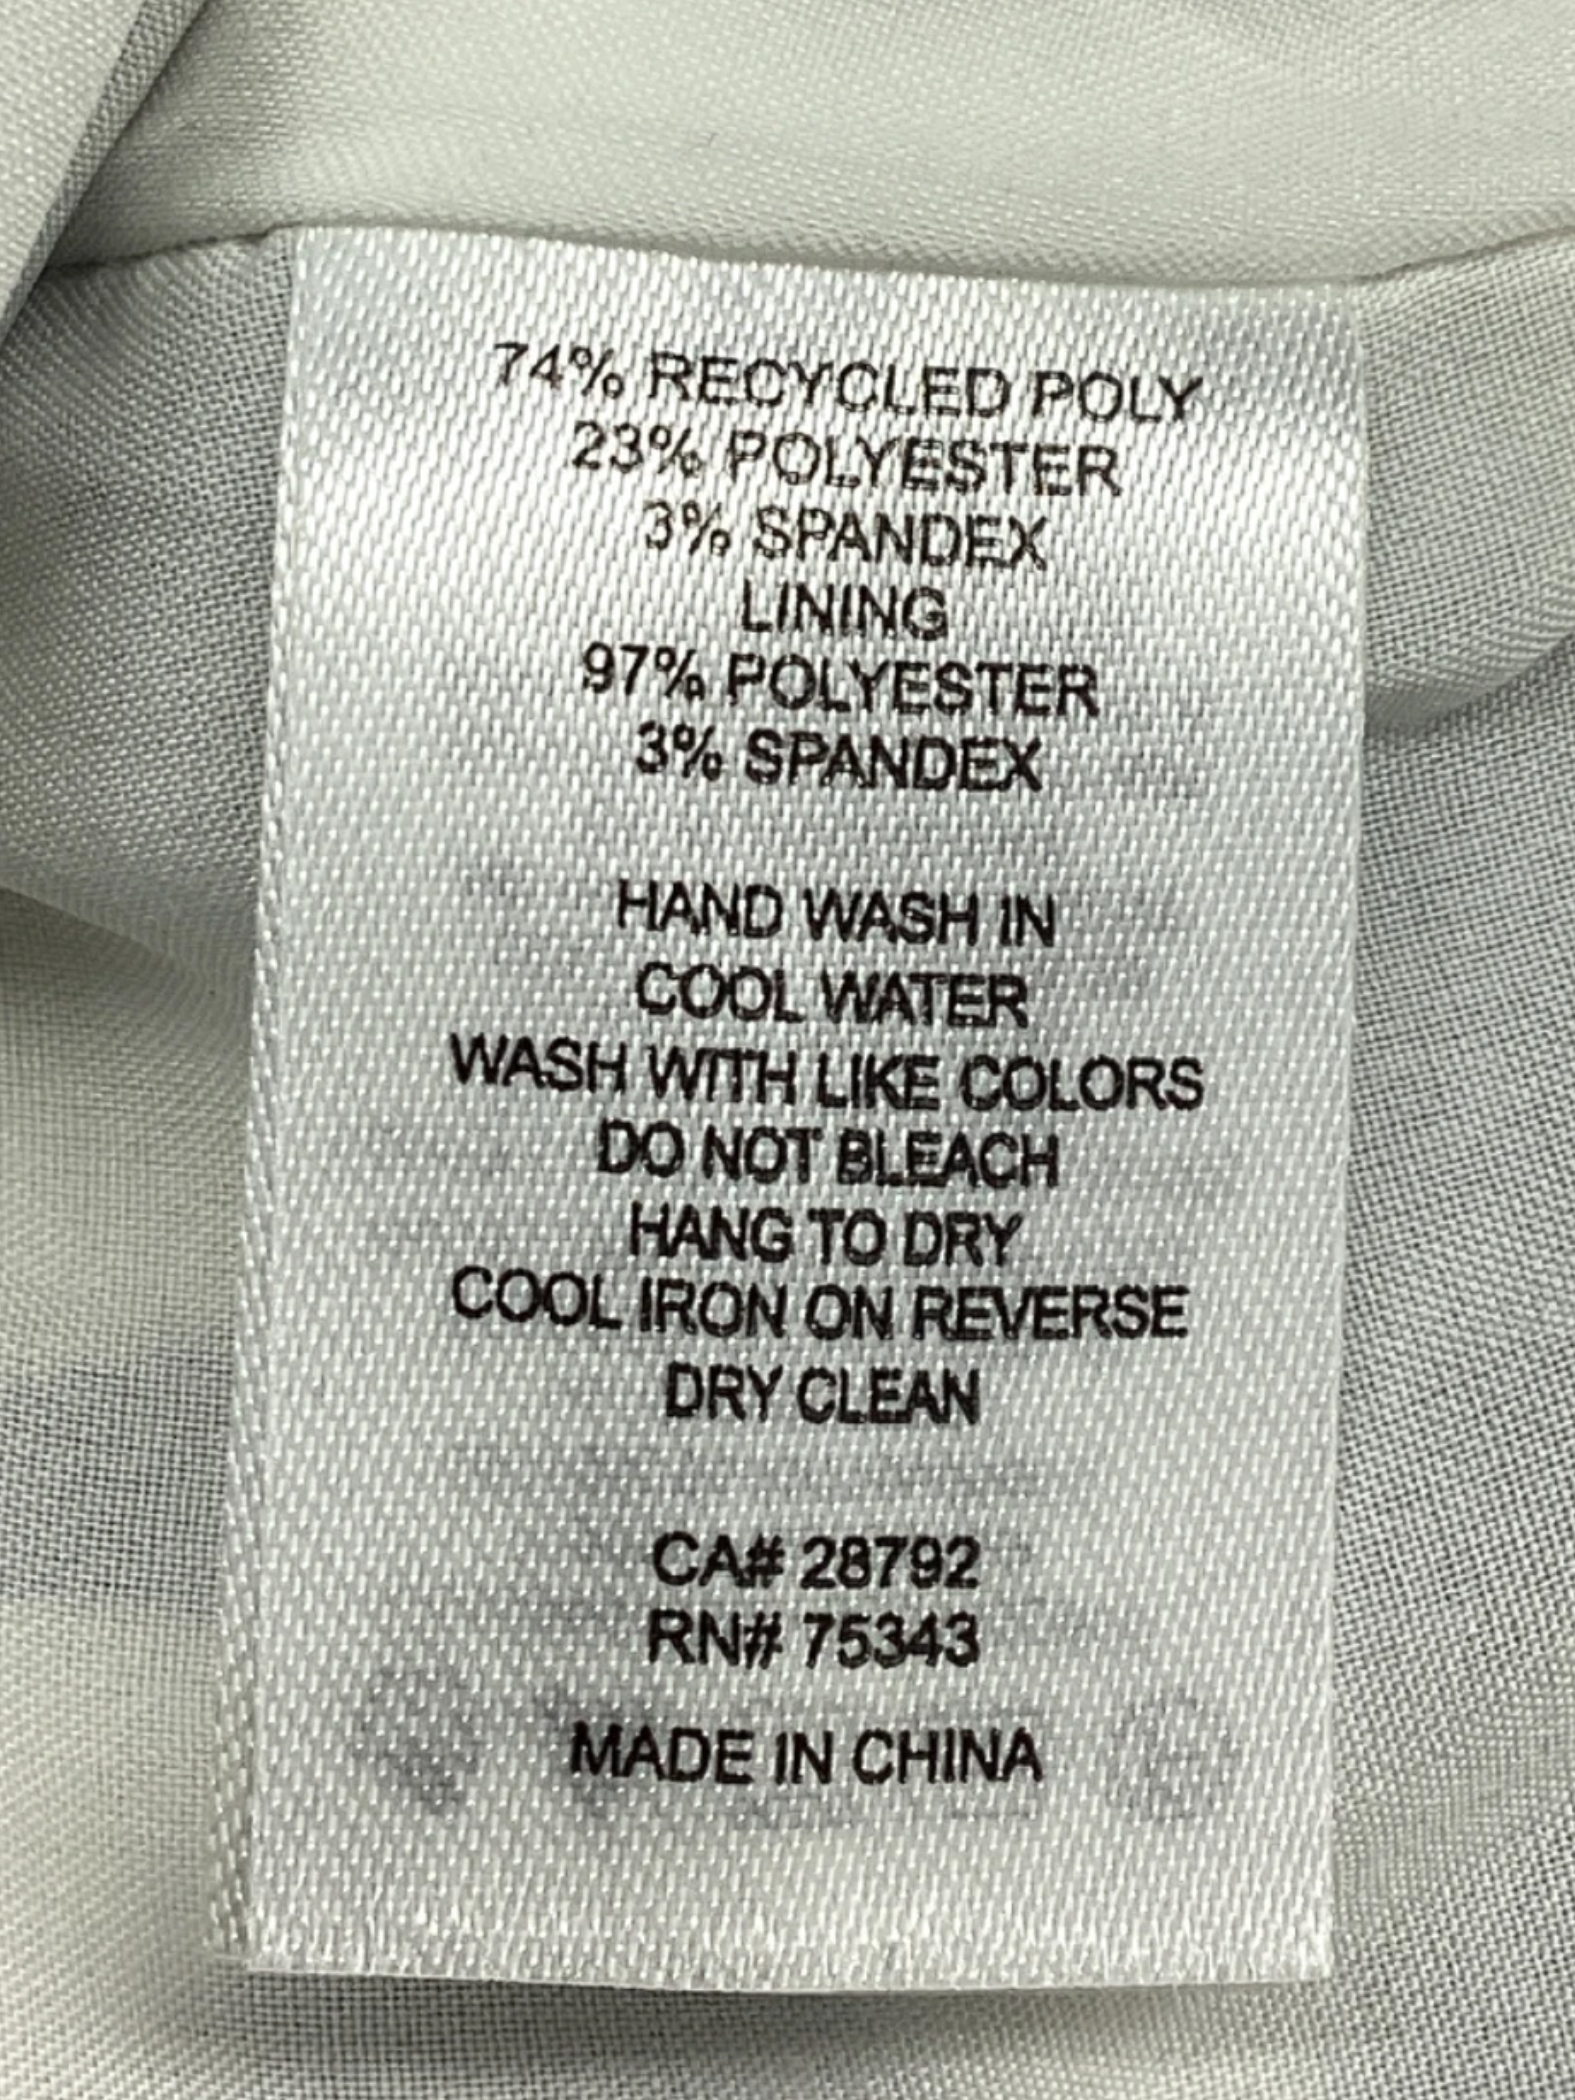 74% RECYCLED POLY
23% POLYESTER
3% SPANDEX
LINING
97% POLYESTER
3% SPANDEX
HAND WASH IN
COOL WATER
WASH WITH LIKE COLORS
DO NOT BLEACH
HANG TO DRY
COOL IRON ON REVERSE
DRY CLEAN
CA# 28792
RN# 75343
MADE IN CHINA